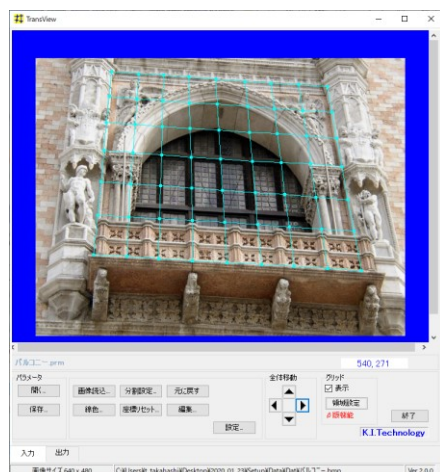 TransView
バルコニー.prm
540, 271
パラメータ
開く..
画像読込..
分割設定..
元に戻す
保存..
線色..
座標リセット..
編集..
設定..
全体移動
グリッド
表示
領域設定
終了
K.I.Technology
入力
出力
画像サイズ 640 x 480
Ver 2.0.0